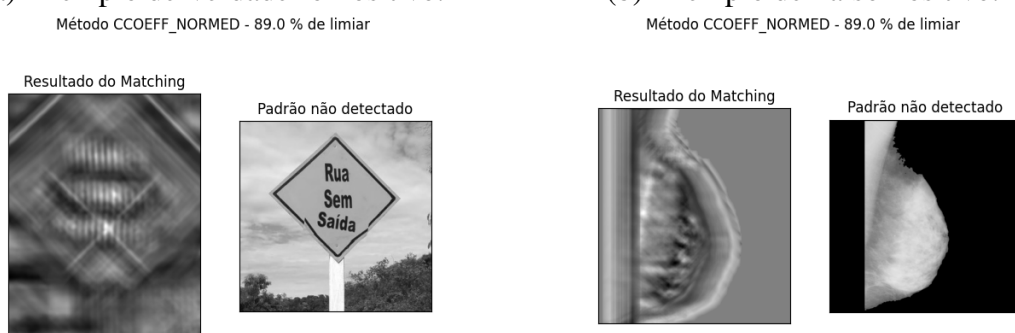 Método CCOEFF_NORMED - 89.0 % de limiar
Resultado do Matching
Padrão não detectado
Rua
Sem
Saída
Método CCOEFF_NORMED - 89.0 % de limiar
Resultado do Matching
Padrão não detectado